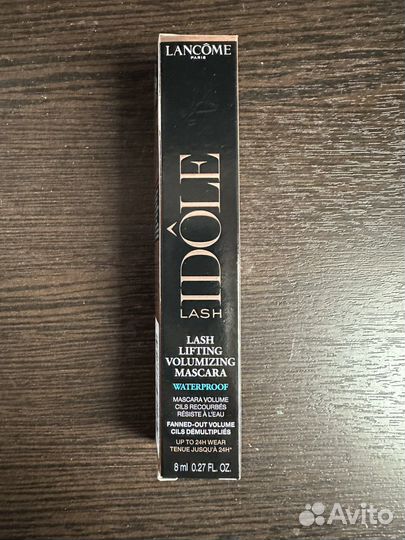 LANCÔME
PARIS
IDÔLE
LASH
LASH
LIFTING
VOLUMIZING
MASCARA
WATERPROOF
MASCARA VOLUME
CILS RECOURBÉS
RÉSISTE À L'EAU
FANNED-OUT VOLUME
CILS DÉMULTIPLIÉS
UP TO 24H WEAR
TENUE JUSQU'À 24H*
8 ml 0.27 FL. OZ.
Avito